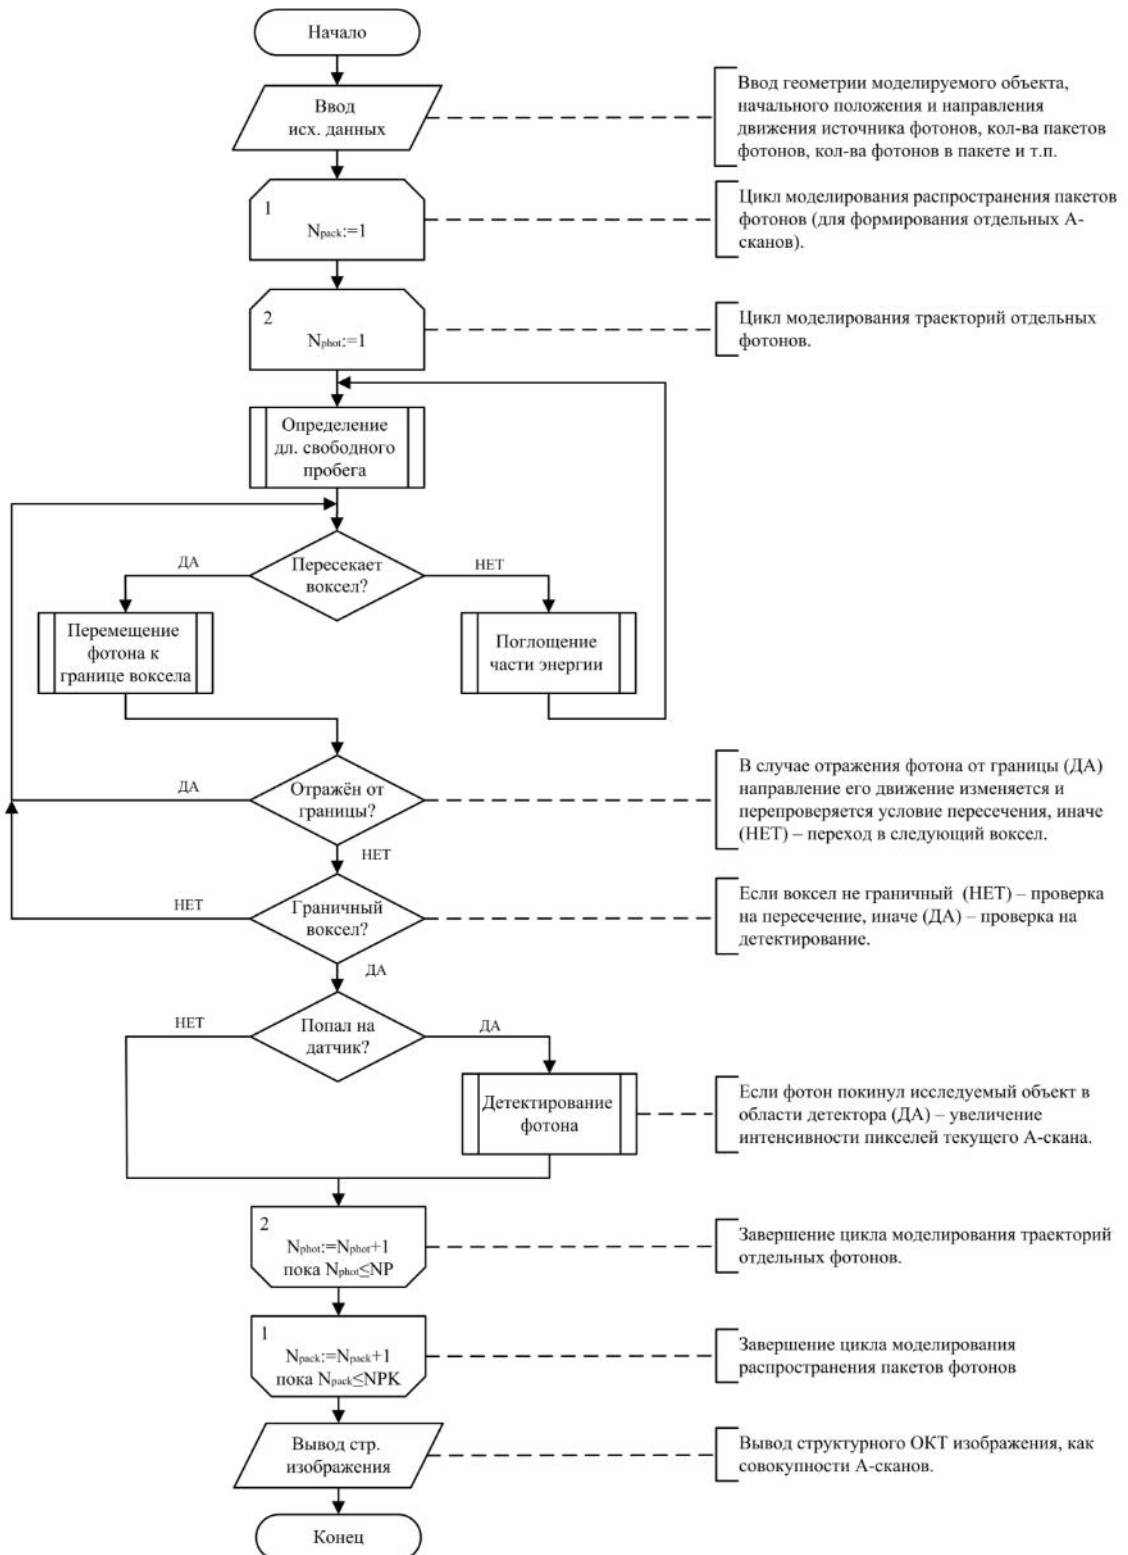 Начало
Ввод
исх. данных
Ввод геометрии моделируемого объекта,
начального положения и направления
движения источника фотонов, кол-ва пакетов
фотонов, кол-ва фотонов в пакете и т.п.
1
Npack:=1
Цикл моделирования распространения пакетов
фотонов (для формирования отдельных А-
сканов).
2
Nphot:=1
Цикл моделирования траекторий отдельных
фотонов.
Определение
дл. свободного
пробега
Пересекает
воксел?
ДА
НЕТ
Перемещение
фотона к
границе воксела
Поглощение
части энергии
Отражён от
границы?
ДА
НЕТ
В случае отражения фотона от границы (ДА)
направление его движение изменяется и
перепроверяется условие пересечения, иначе
(НЕТ) – переход в следующий воксел.
Граничный
воксел?
НЕТ
ДА
Если воксел не граничный (НЕТ) – проверка
на пересечение, иначе (ДА) – проверка на
детектирование.
Попал на
датчик?
НЕТ
ДА
Детектирование
фотона
Если фотон покинул исследуемый объект в
области детектора (ДА) – увеличение
интенсивности пикселей текущего А-скана.
2
Nphot:=Nphot+1
пока Nphot≤NP
Завершение цикла моделирования траекторий
отдельных фотонов.
1
Npack:=Npack+1
пока Npack≤NPK
Завершение цикла моделирования
распространения пакетов фотонов
Вывод стр.
изображения
Вывод структурного ОКТ изображения, как
совокупности А-сканов.
Конец